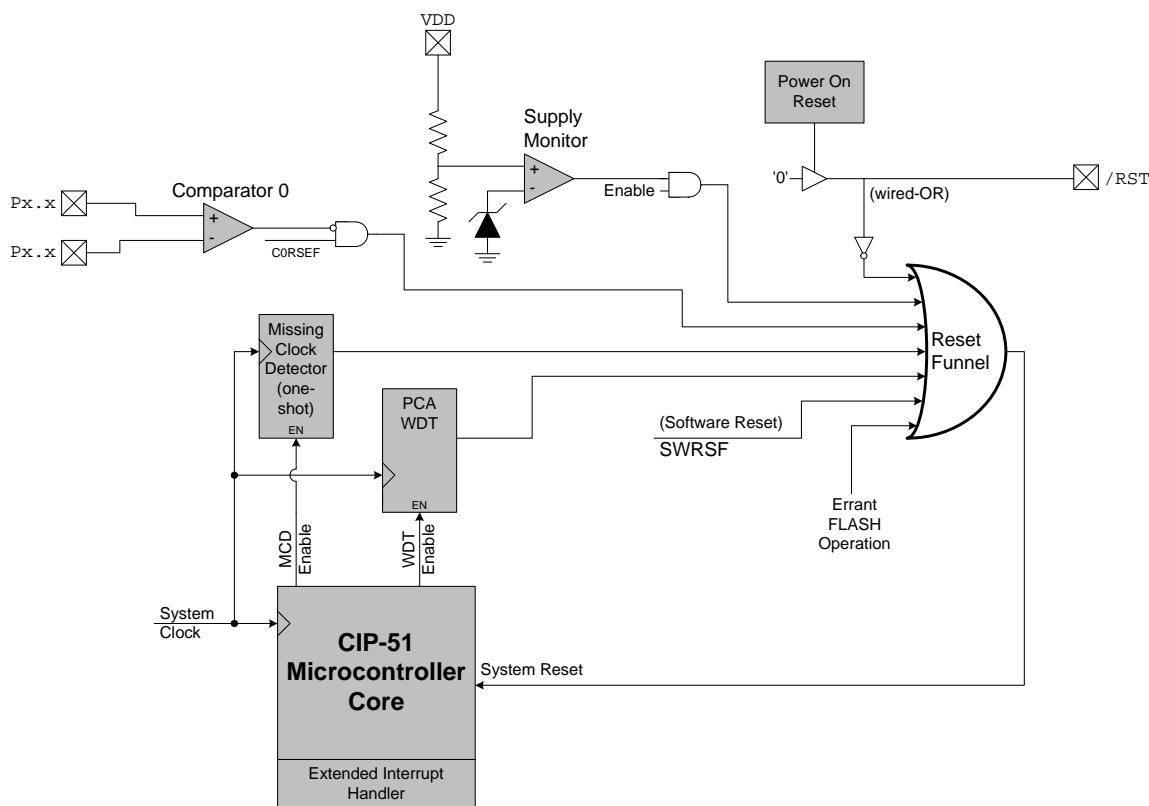 VDD
Power On
Reset
Supply
Monitor
+
-
Enable
'0'
(wired-OR)
/RST
Comparator 0
Px.x
Px.x
+
-
C0RSEF
Missing
Clock
Detector
(one-
shot)
EN
PCA
WDT
EN
Reset
Funnel
(Software Reset)
SWRSF
Errant
FLASH
Operation
MCD
Enable
WDT
Enable
System
Clock
CIP-51
Microcontroller
Core
System Reset
Extended Interrupt
Handler